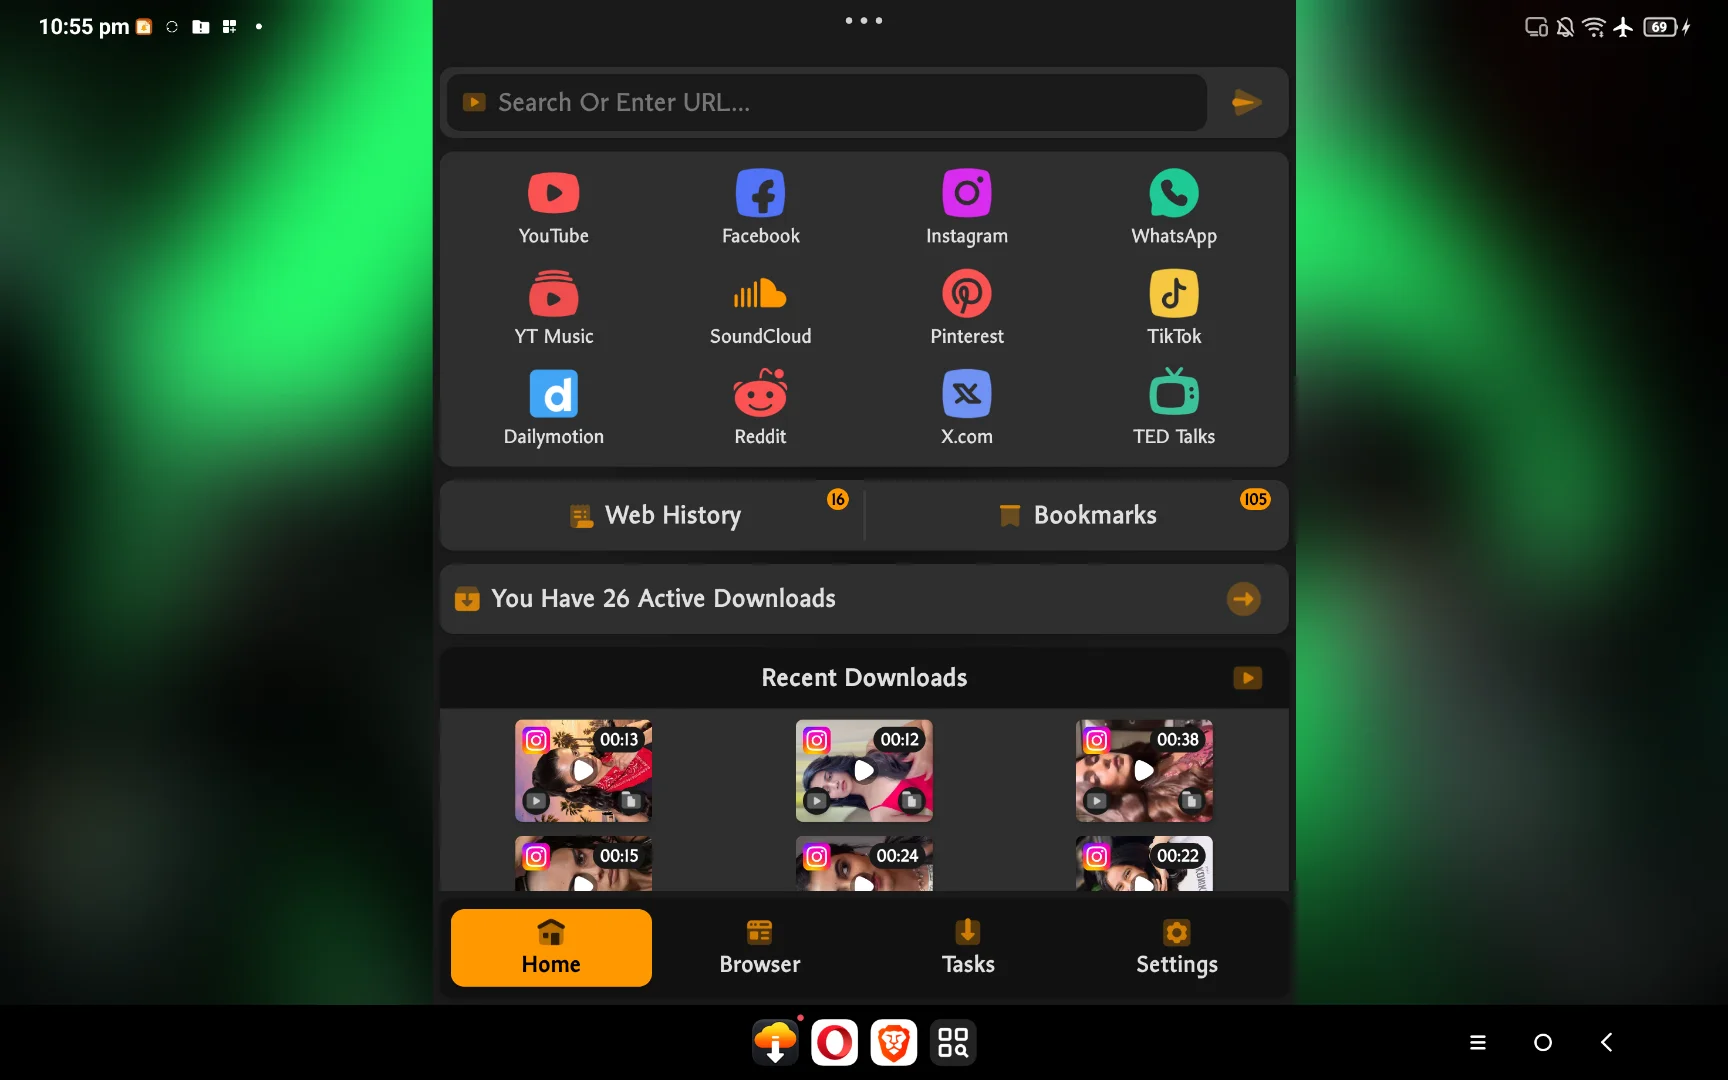 10:55 pm
69
Search Or Enter URL...
YouTube
Facebook
Instagram
WhatsApp
YT Music
SoundCloud
Pinterest
TikTok
Dailymotion
Reddit
X.com
TED Talks
Web History
16
Bookmarks
105
You Have 26 Active Downloads
Recent Downloads
00:13
00:12
00:38
00:15
00:24
00:22
Home
Browser
Tasks
Settings